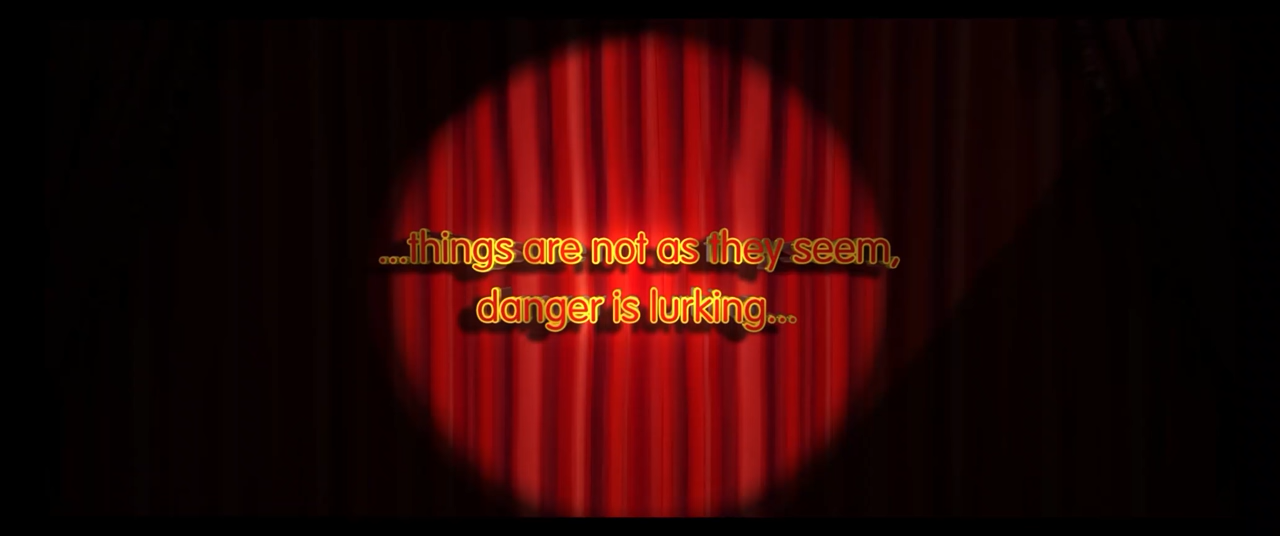 ...things are not as they seem,
danger is lurking...